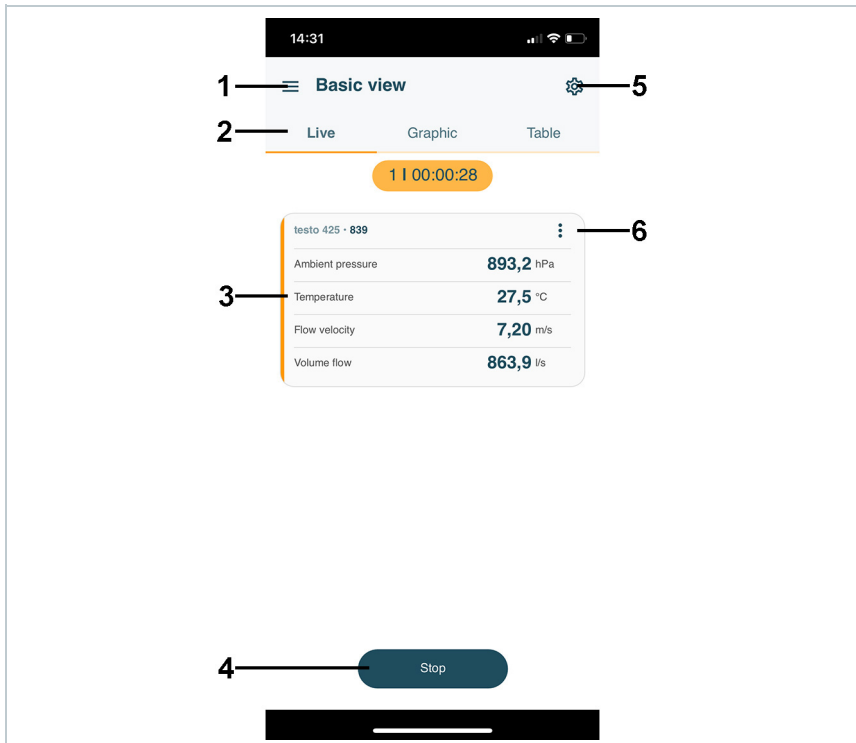 14:31
1 Basic view 5
2 Live Graphic Table
1 | 00:00:28
testo 425 · 839 6
Ambient pressure 893,2 hPa
3 Temperature 27,5 °C
Flow velocity 7,20 m/s
Volume flow 863,9 l/s
4 Stop